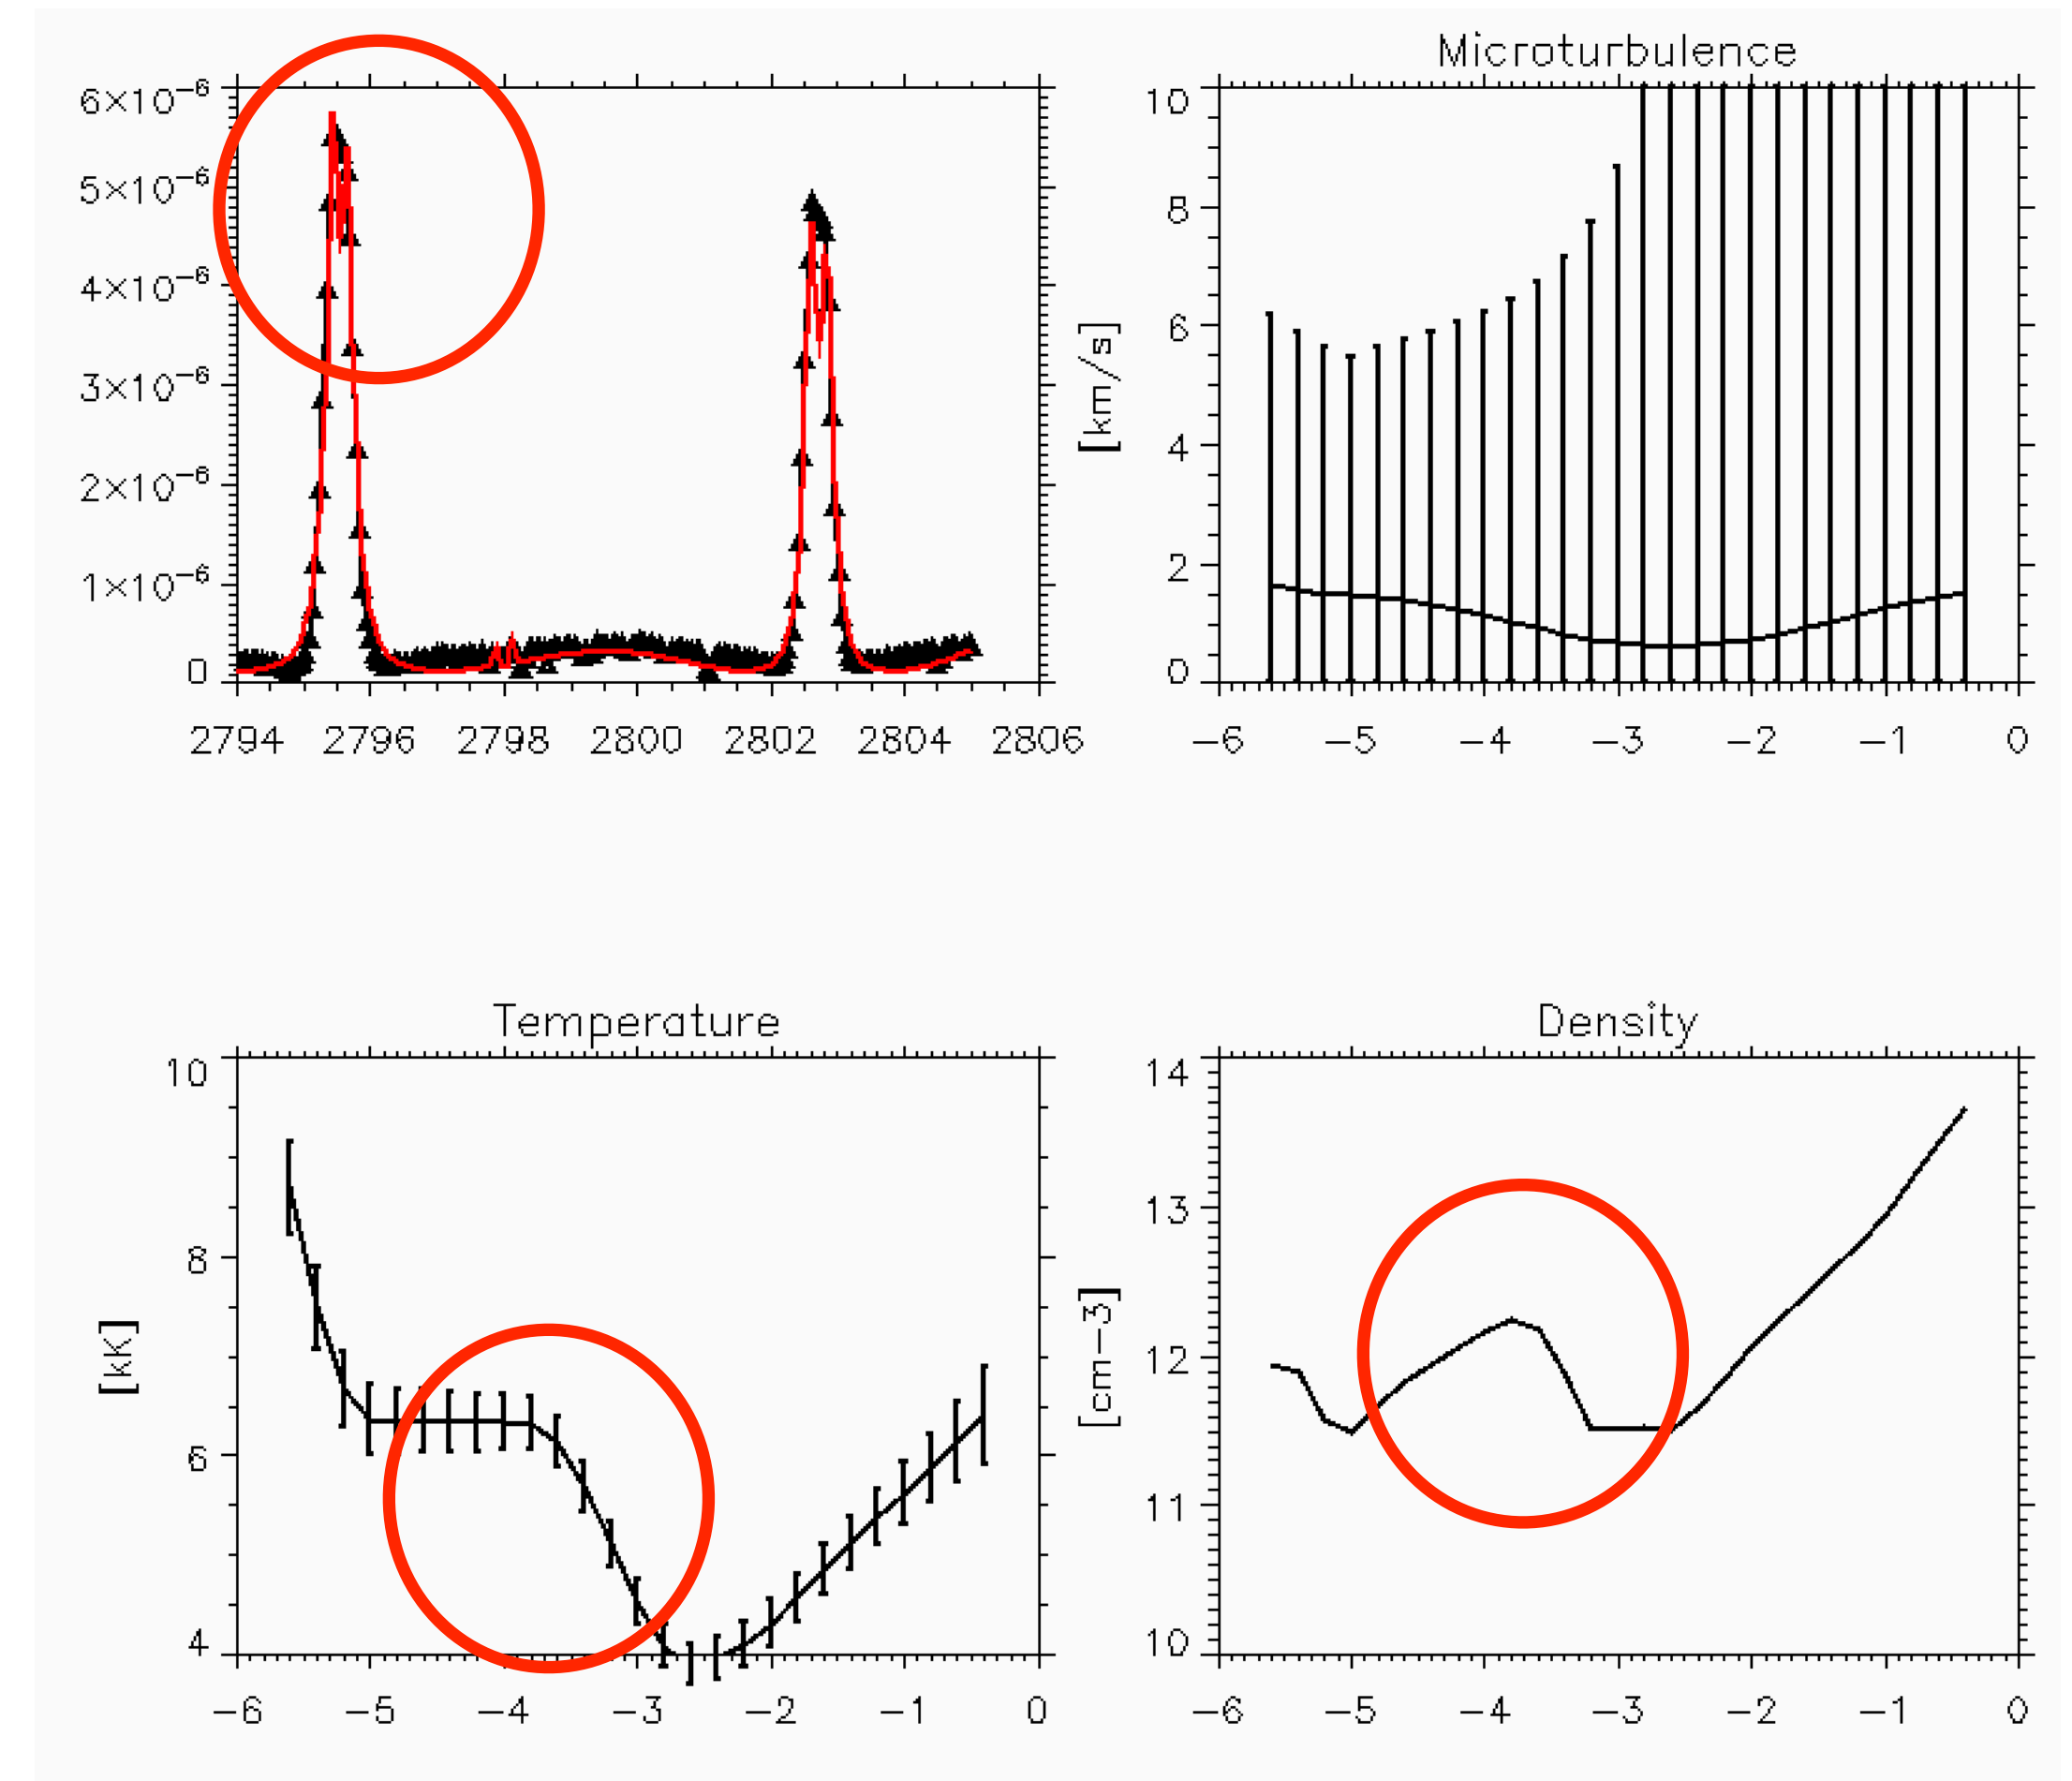 6×10⁻⁶
5×10⁻⁶
4×10⁻⁶
3×10⁻⁶
2×10⁻⁶
1×10⁻⁶
0
2794 2796 2798 2800 2802 2804 2806
Microturbulence
[km/s]
10
8
6
4
2
0
−6 −5 −4 −3 −2 −1 0
Temperature
[kK]
10
8
6
4
−6 −5 −4 −3 −2 −1 0
Density
[cm−3]
14
13
12
11
10
−6 −5 −4 −3 −2 −1 0